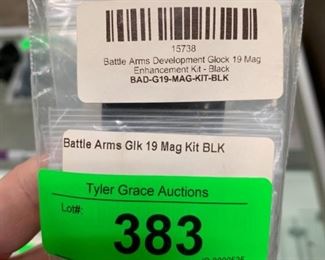 15738
Battle Arms Development Glock 19 Mag
Enhancement Kit - Black
BAD-G19-MAG-KIT-BLK
Battle Arms Glk 19 Mag Kit BLK
Tyler Grace Auctions
Lot#:
383